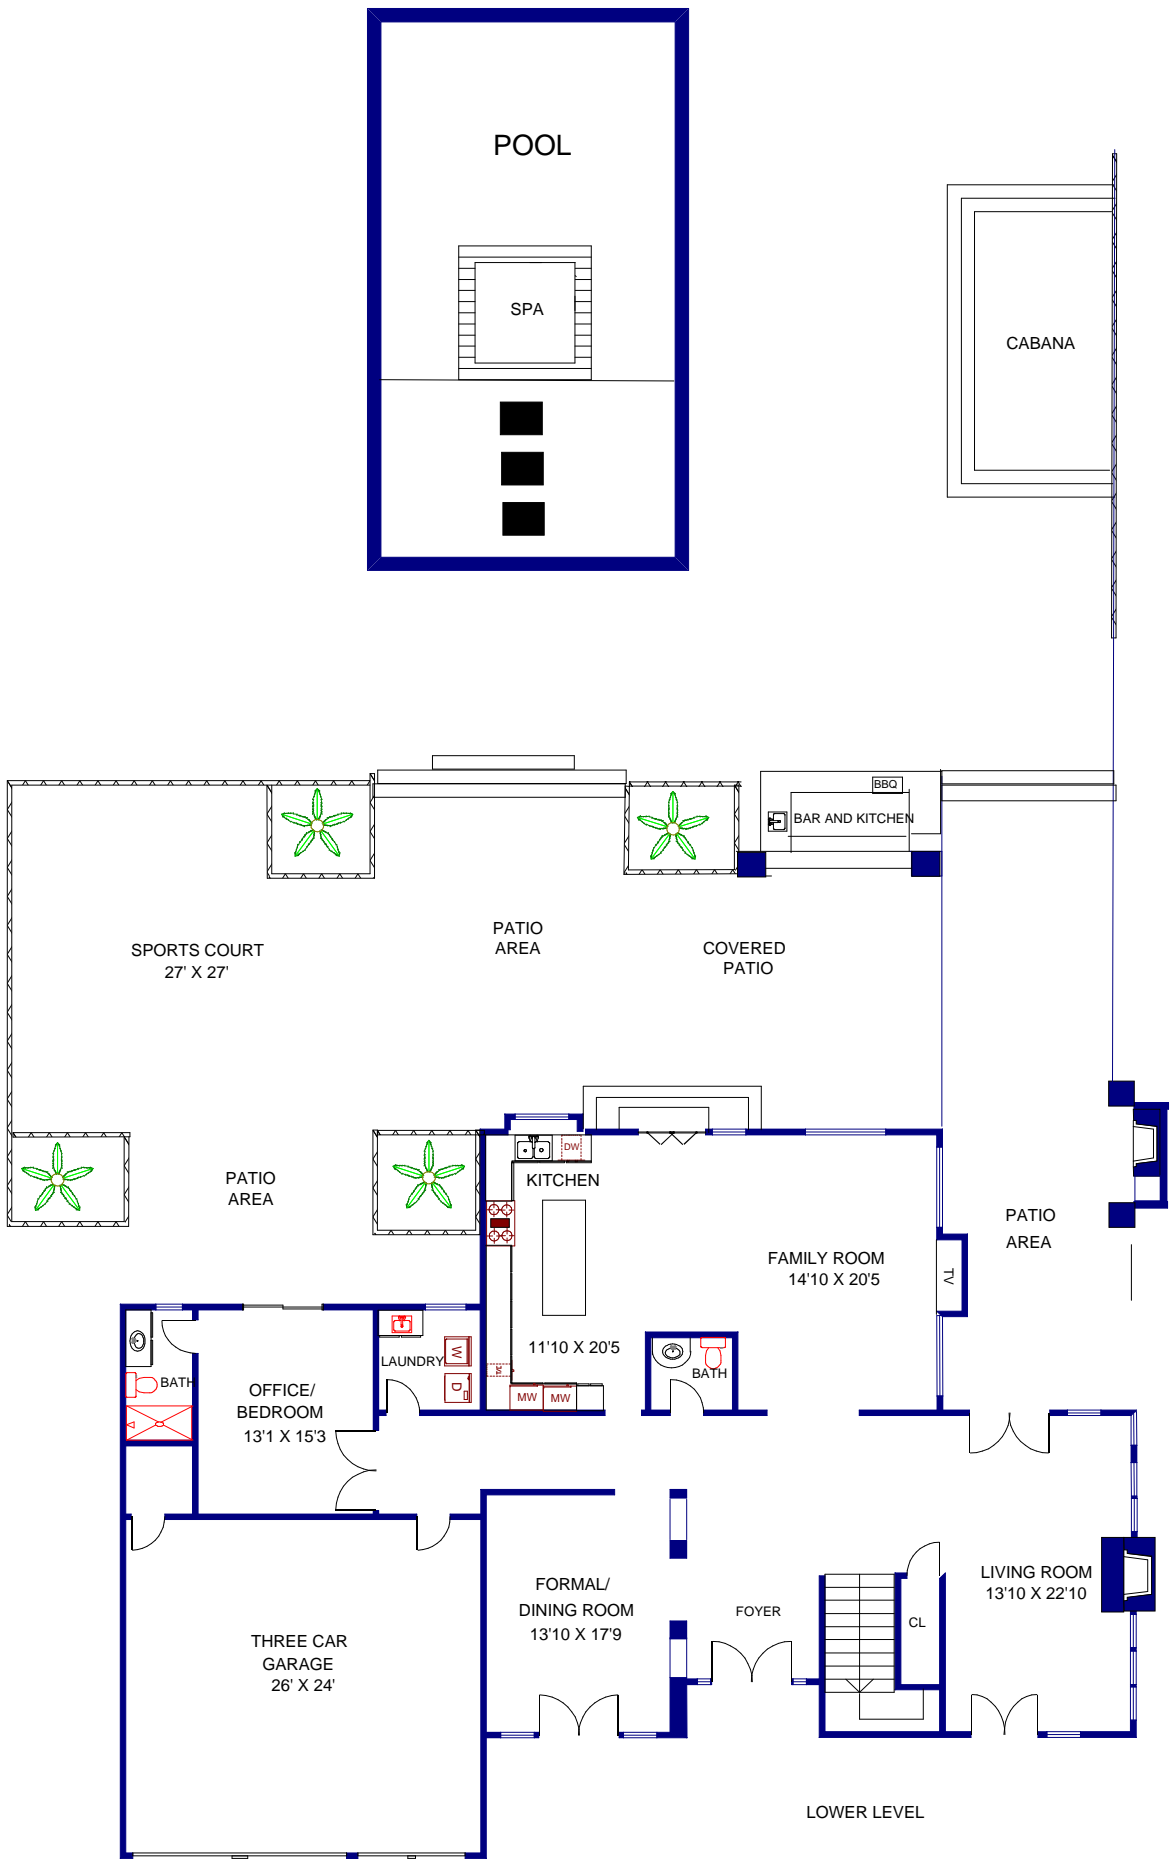 POOL
SPA
CABANA
BBQ
BAR AND KITCHEN
SPORTS COURT
27' X 27'
PATIO
AREA
COVERED
PATIO
PATIO
AREA
DW
KITCHEN
PATIO
AREA
FAMILY ROOM
14'10 X 20'5
TV
11'10 X 20'5
LAUNDRY
W
D
BATH
BATH
MW
MW
OFFICE/
BEDROOM
13'1 X 15'3
FORMAL/
DINING ROOM
13'10 X 17'9
FOYER
CL
LIVING ROOM
13'10 X 22'10
THREE CAR
GARAGE
26' X 24'
LOWER LEVEL